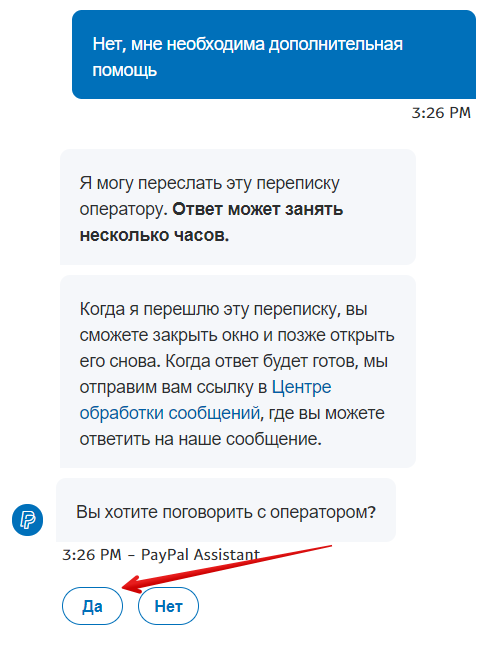 Нет, мне необходима дополнительная
помощь
3:26 PM
Я могу переслать эту переписку
оператору. Ответ может занять
несколько часов.
Когда я перешлю эту переписку, вы
сможете закрыть окно и позже открыть
его снова. Когда ответ будет готов, мы
отправим вам ссылку в Центре
обработки сообщений, где вы можете
ответить на наше сообщение.
Вы хотите поговорить с оператором?
3:26 PM – PayPal Assistant
Да
Нет